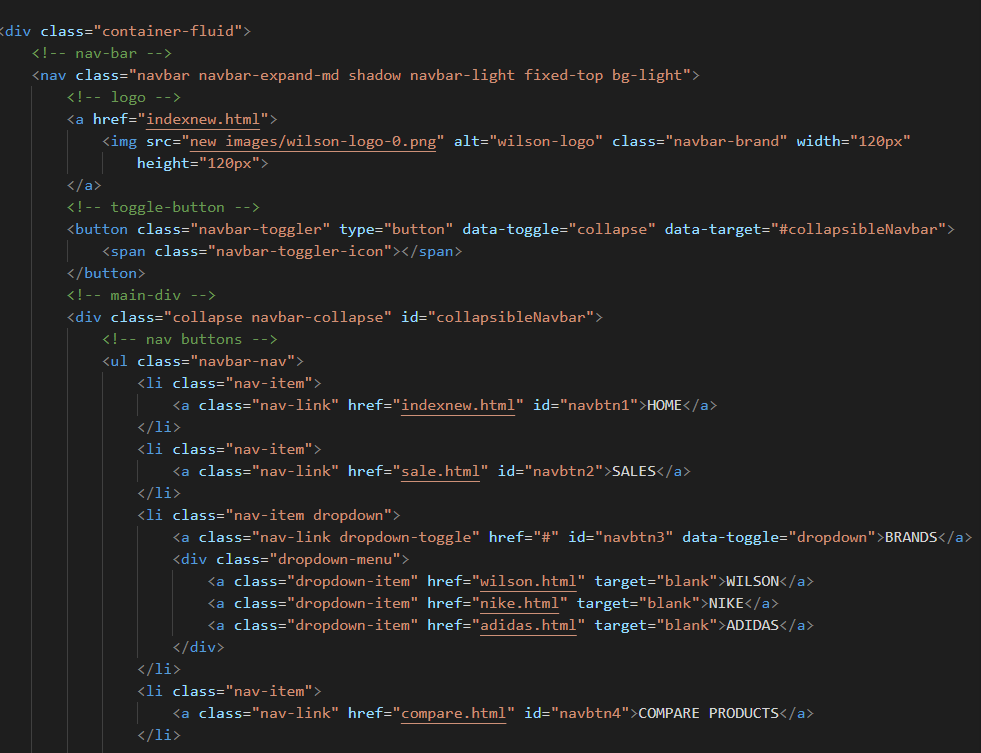 <div class="container-fluid">
<!-- nav-bar -->
<nav class="navbar navbar-expand-md shadow navbar-light fixed-top bg-light">
<!-- logo -->
<a href="indexnew.html">
<img src="new images/wilson-logo-0.png" alt="wilson-logo" class="navbar-brand" width="120px"
height="120px">
</a>
<!-- toggle-button -->
<button class="navbar-toggler" type="button" data-toggle="collapse" data-target="#collapsibleNavbar">
<span class="navbar-toggler-icon"></span>
</button>
<!-- main-div -->
<div class="collapse navbar-collapse" id="collapsibleNavbar">
<!-- nav buttons -->
<ul class="navbar-nav">
<li class="nav-item">
<a class="nav-link" href="indexnew.html" id="navbtn1">HOME</a>
</li>
<li class="nav-item">
<a class="nav-link" href="sale.html" id="navbtn2">SALES</a>
</li>
<li class="nav-item dropdown">
<a class="nav-link dropdown-toggle" href="#" id="navbtn3" data-toggle="dropdown">BRANDS</a>
<div class="dropdown-menu">
<a class="dropdown-item" href="wilson.html" target="blank">WILSON</a>
<a class="dropdown-item" href="nike.html" target="blank">NIKE</a>
<a class="dropdown-item" href="adidas.html" target="blank">ADIDAS</a>
</div>
</li>
<li class="nav-item">
<a class="nav-link" href="compare.html" id="navbtn4">COMPARE PRODUCTS</a>
</li>